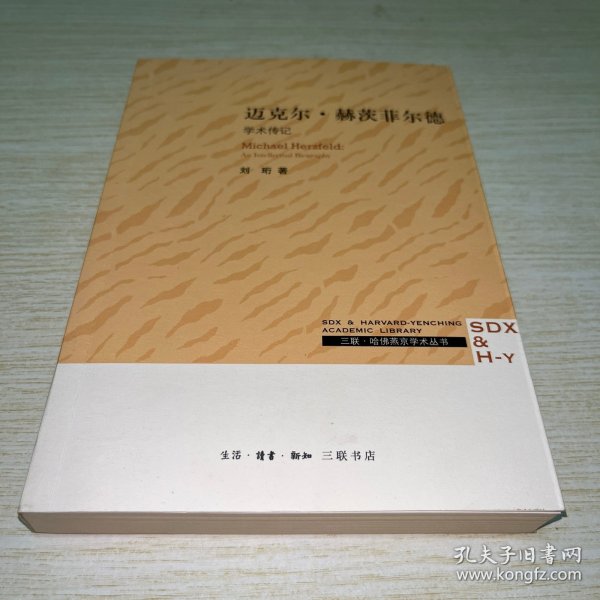 迈克尔·赫茨菲尔德
学术传记
Michael Herzfeld:
An Intellectual Biography
刘 珩 著
SDX & HARVARD-YENCHING
ACADEMIC LIBRARY
三联·哈佛燕京学术丛书
SDX
&
H-Y
生活·讀書·新知 三联书店
孔夫子旧书网
www.kongfz.com